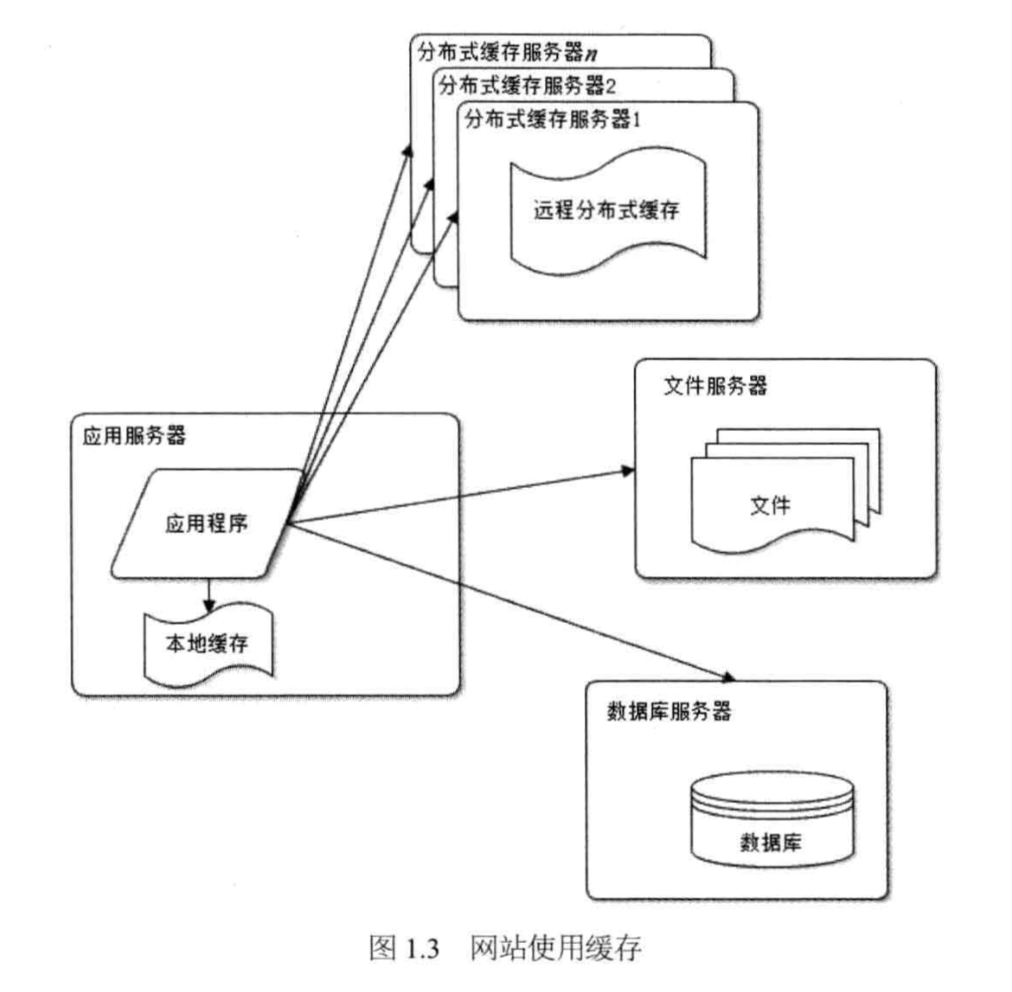 分布式缓存服务器n
分布式缓存服务器2
分布式缓存服务器1
远程分布式缓存
文件服务器
文件
应用服务器
应用程序
本地缓存
数据库服务器
数据库
图 1.3 网站使用缓存